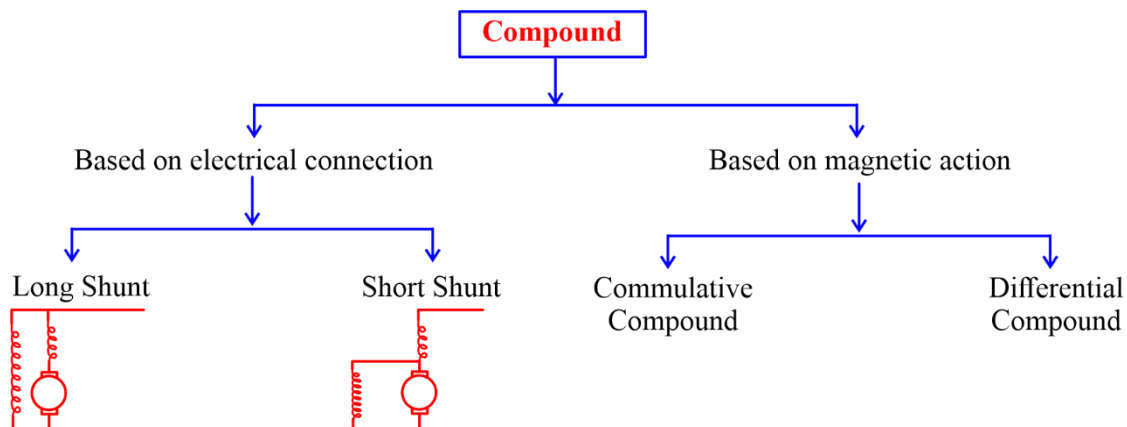 Compound
Based on electrical connection
Based on magnetic action
Long Shunt
Short Shunt
Commulative
Compound
Differential
Compound